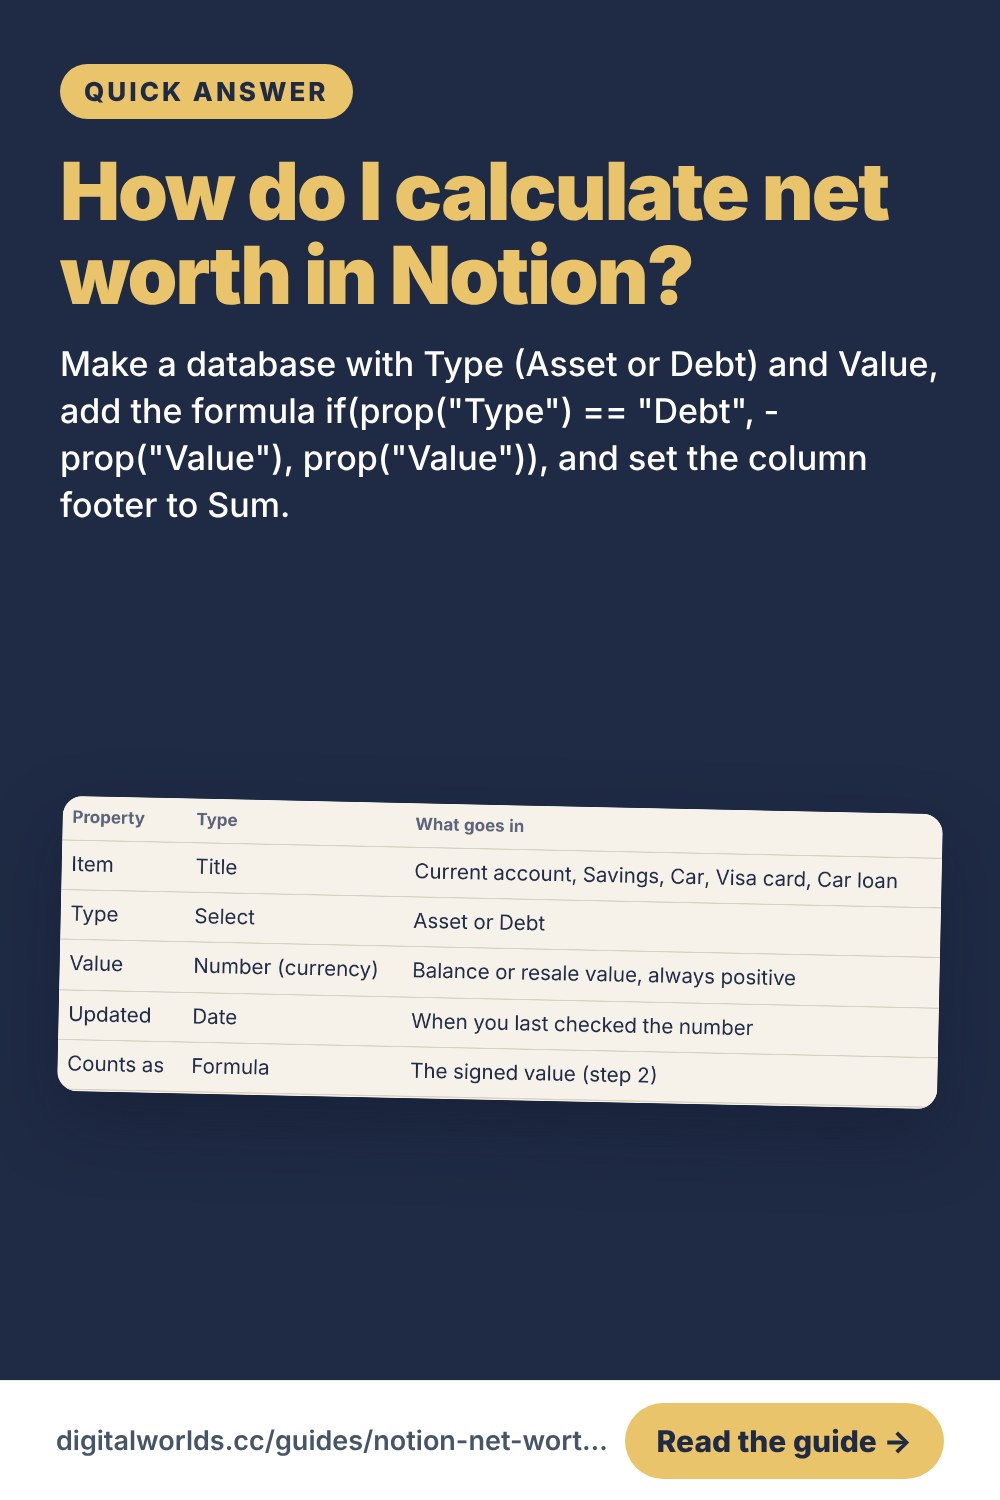 QUICK ANSWER
How do I calculate net
worth in Notion?
Make a database with Type (Asset or Debt) and Value,
add the formula if(prop("Type") == "Debt", -
prop("Value"), prop("Value")), and set the column
footer to Sum.
Property Type What goes in
Item Title Current account, Savings, Car, Visa card, Car loan
Type Select Asset or Debt
Value Number (currency) Balance or resale value, always positive
Updated Date When you last checked the number
Counts as Formula The signed value (step 2)
digitalworlds.cc/guides/notion-net-wort... Read the guide →